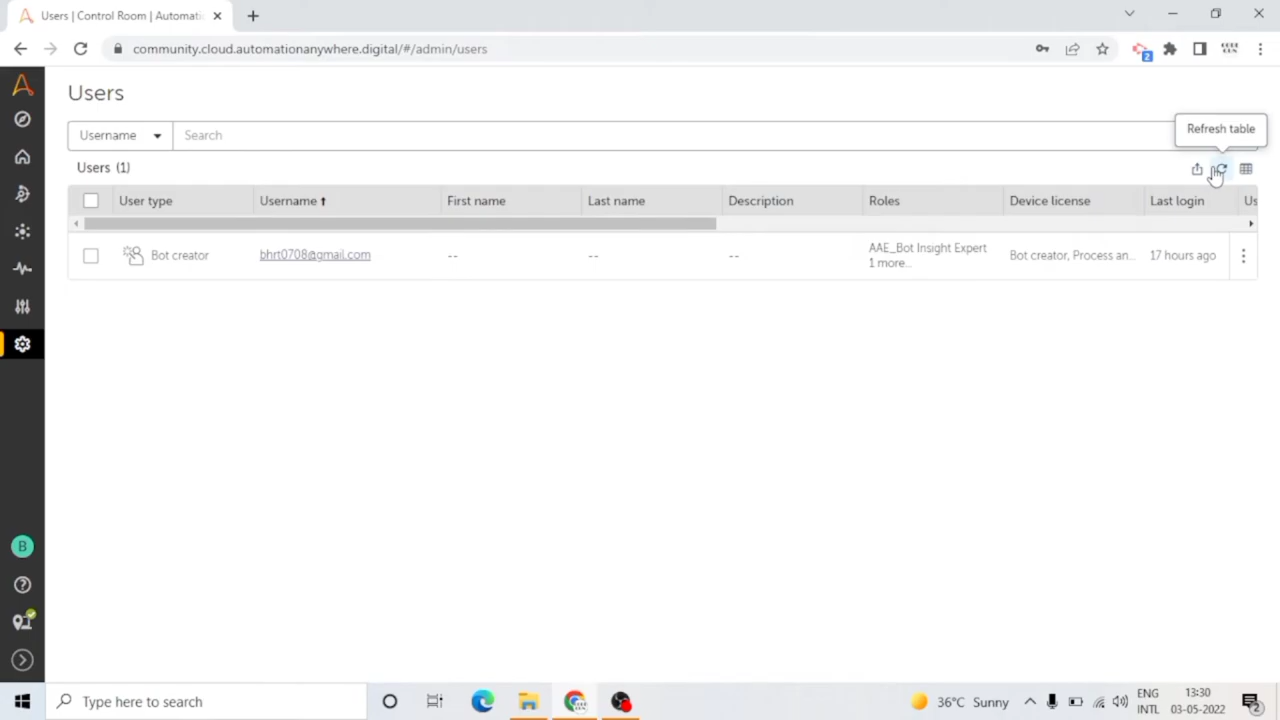 Users | Control Room | Automati
community.cloud.automationanywhere.digital/#/admin/users
2
Users
Username
Search
Refresh table
Users (1)
User type
Username
First name
Last name
Description
Roles
Device license
Last login
Us
Bot creator
bhrt0708@gmail.com
--
--
--
AAE_Bot Insight Expert
1 more...
Bot creator, Process an...
17 hours ago
B
Type here to search
36°C Sunny
ENG
INTL
13:30
03-05-2022
2